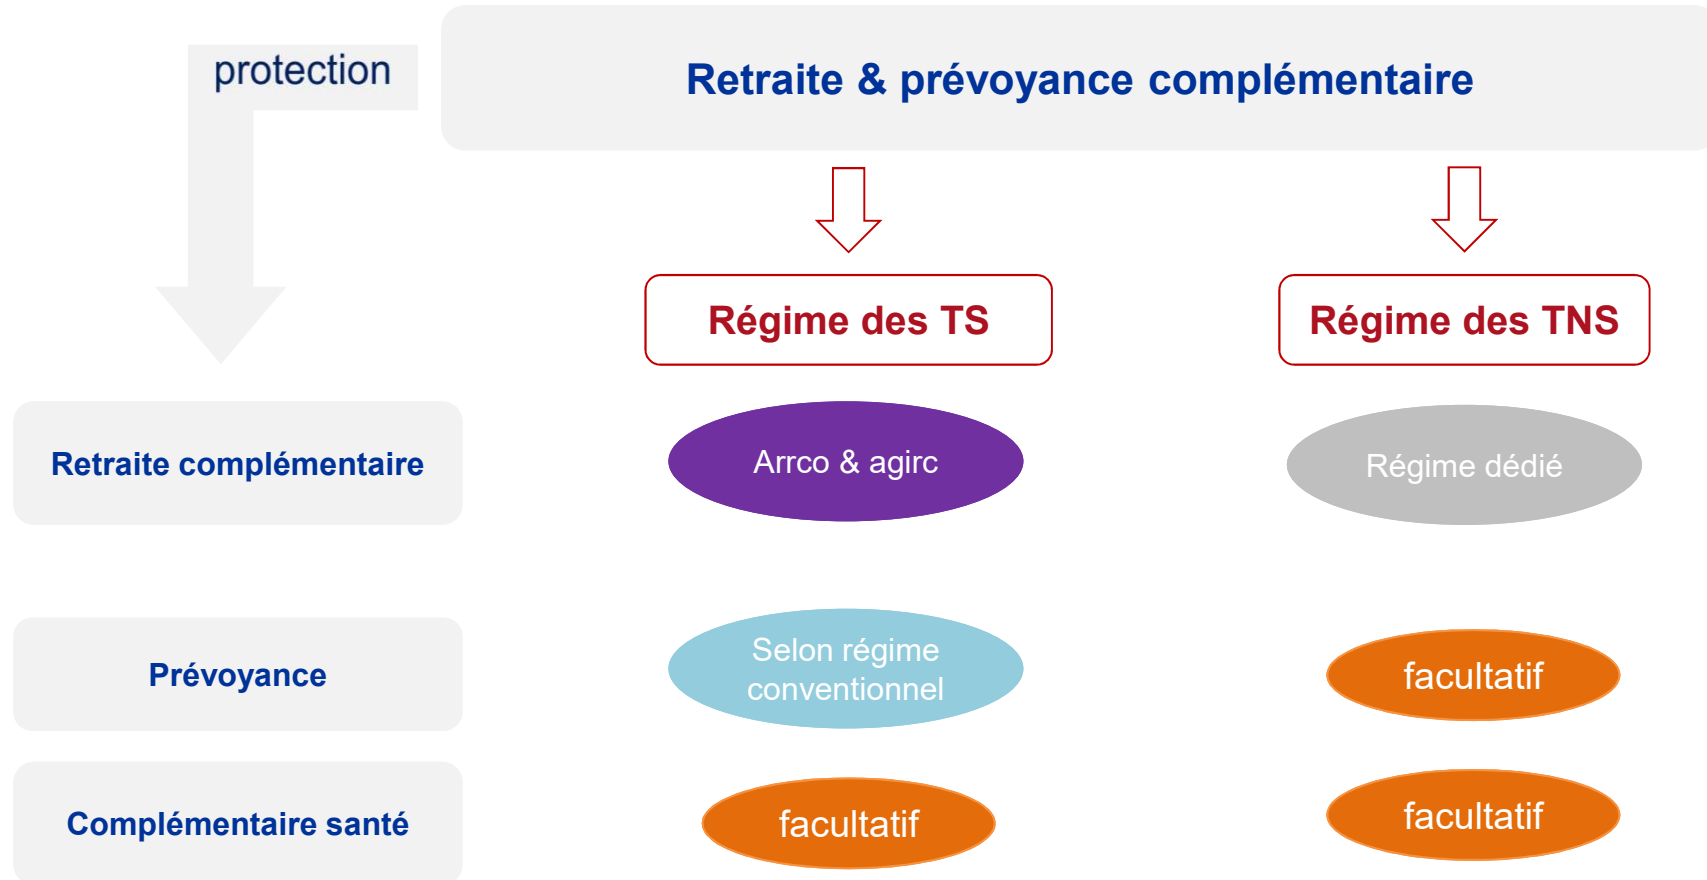 protection
Retraite & prévoyance complémentaire
Régime des TS
Régime des TNS
Retraite complémentaire
Arrco & agirc
Régime dédié
Prévoyance
Selon régime
conventionnel
facultatif
Complémentaire santé
facultatif
facultatif